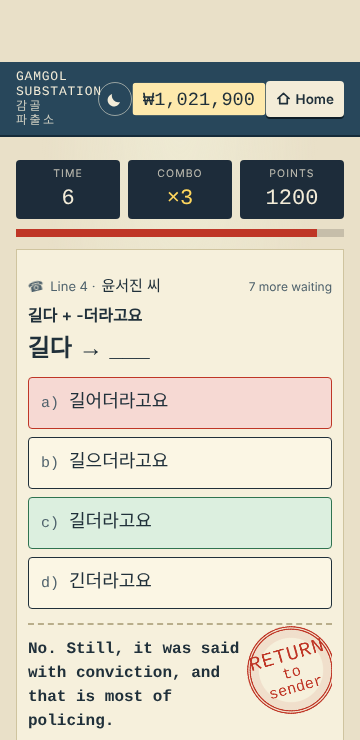 GAMGOL
SUBSTATION
감골
파출소
₩1,021,900
Home
TIME
6
COMBO
×3
POINTS
1200
☎ Line 4 · 윤서진 씨
7 more waiting
길다 + -더라고요
길다 → ___
a) 길어더라고요
b) 길으더라고요
c) 길더라고요
d) 긴더라고요
No. Still, it was said
with conviction, and
that is most of
policing.
RETURN
to
sender